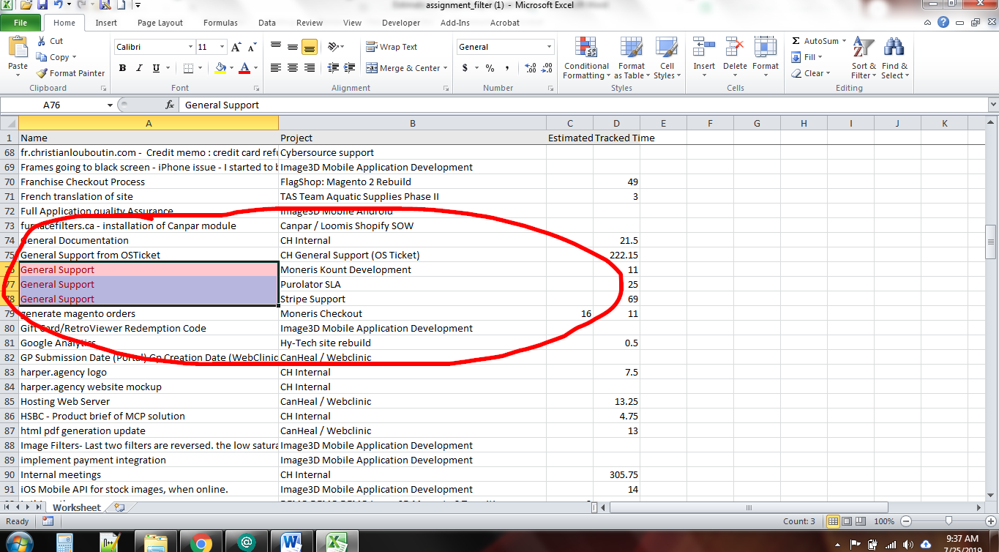 assignment_filter (1) - Microsoft Excel
File Home Insert Page Layout Formulas Data Review View Developer Add-Ins Acrobat
Paste Cut Copy Format Painter Clipboard
Calibri 11 Font
Wrap Text Merge & Center Alignment
General $ % , Number
Conditional Formatting Format as Table Cell Styles Styles
Insert Delete Format Cells
AutoSum Fill Clear Sort & Filter Find & Select Editing
A76 fx General Support
A B C D E F G H I J K
1 Name Project Estimated Tracked Time
68 fr.christianlouboutin.com - Credit memo : credit card refu Cybersource support
69 Frames going to black screen - iPhone issue - I started to b Image3D Mobile Application Development
70 Franchise Checkout Process FlagShop: Magento 2 Rebuild 49
71 French translation of site TAS Team Aquatic Supplies Phase II 3
72 Full Application quality Assurance Image3D Mobile Android
73 furnacefilters.ca - installation of Canpar module Canpar / Loomis Shopify SOW
74 General Documentation CH Internal 21.5
75 General Support from OSTicket CH General Support (OS Ticket) 222.15
76 General Support Moneris Kount Development 11
77 General Support Purolator SLA 25
78 General Support Stripe Support 69
79 generate magento orders Moneris Checkout 16 11
80 Gift Card/RetroViewer Redemption Code Image3D Mobile Application Development
81 Google Analytics Hy-Tech site rebuild 0.5
82 GP Submission Date (Portal) Gp Creation Date (WebClinic CanHeal / Webclinic
83 harper.agency logo CH Internal 7.5
84 harper.agency website mockup CH Internal
85 Hosting Web Server CanHeal / Webclinic 13.25
86 HSBC - Product brief of MCP solution CH Internal 4.75
87 html pdf generation update CanHeal / Webclinic 13
88 Image Filters- Last two filters are reversed. the low satura Image3D Mobile Application Development
89 implement payment integration Image3D Mobile Application Development
90 Internal meetings CH Internal 305.75
91 iOS Mobile API for stock images, when online. Image3D Mobile Application Development 14
Worksheet
Ready Count: 3 100%
9:37 AM
7/25/2019